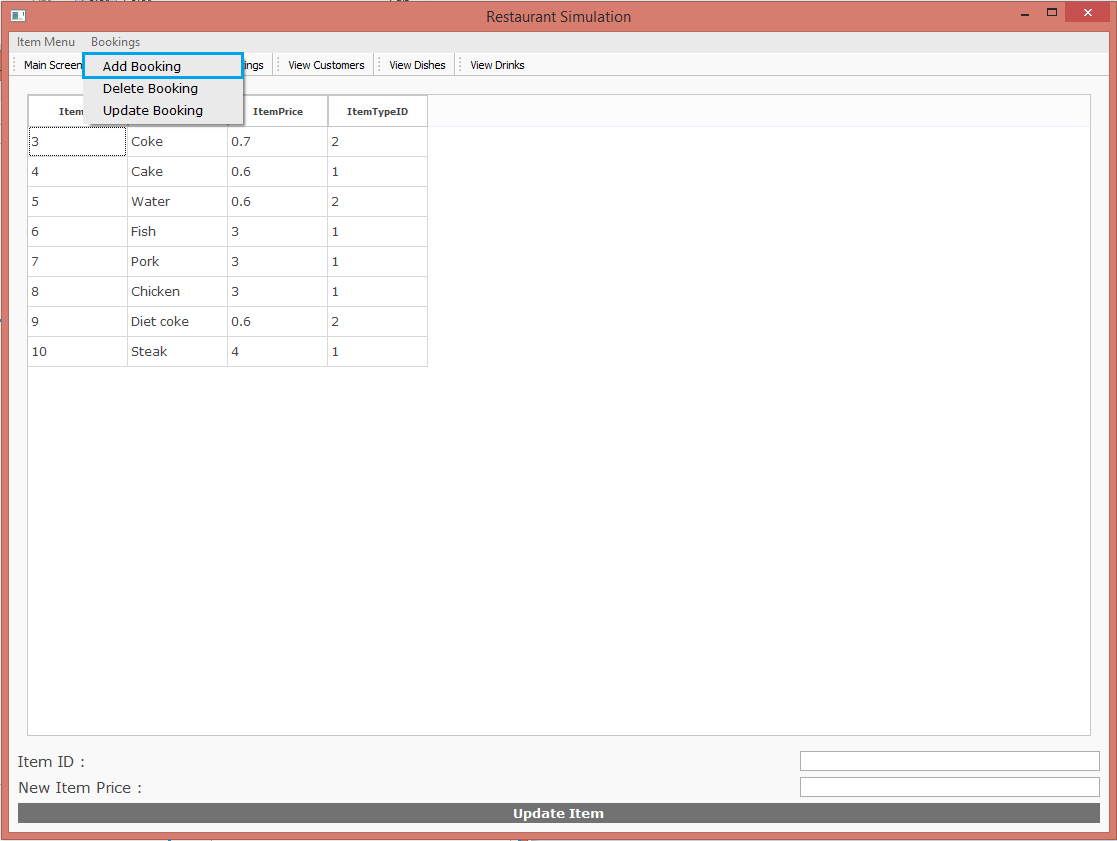 Restaurant Simulation
Item Menu Bookings
Main Screen ings View Customers View Dishes View Drinks
Add Booking
Delete Booking
Update Booking
Item ItemPrice ItemTypeID
3 Coke 0.7 2
4 Cake 0.6 1
5 Water 0.6 2
6 Fish 3 1
7 Pork 3 1
8 Chicken 3 1
9 Diet coke 0.6 2
10 Steak 4 1
Item ID :
New Item Price :
Update Item